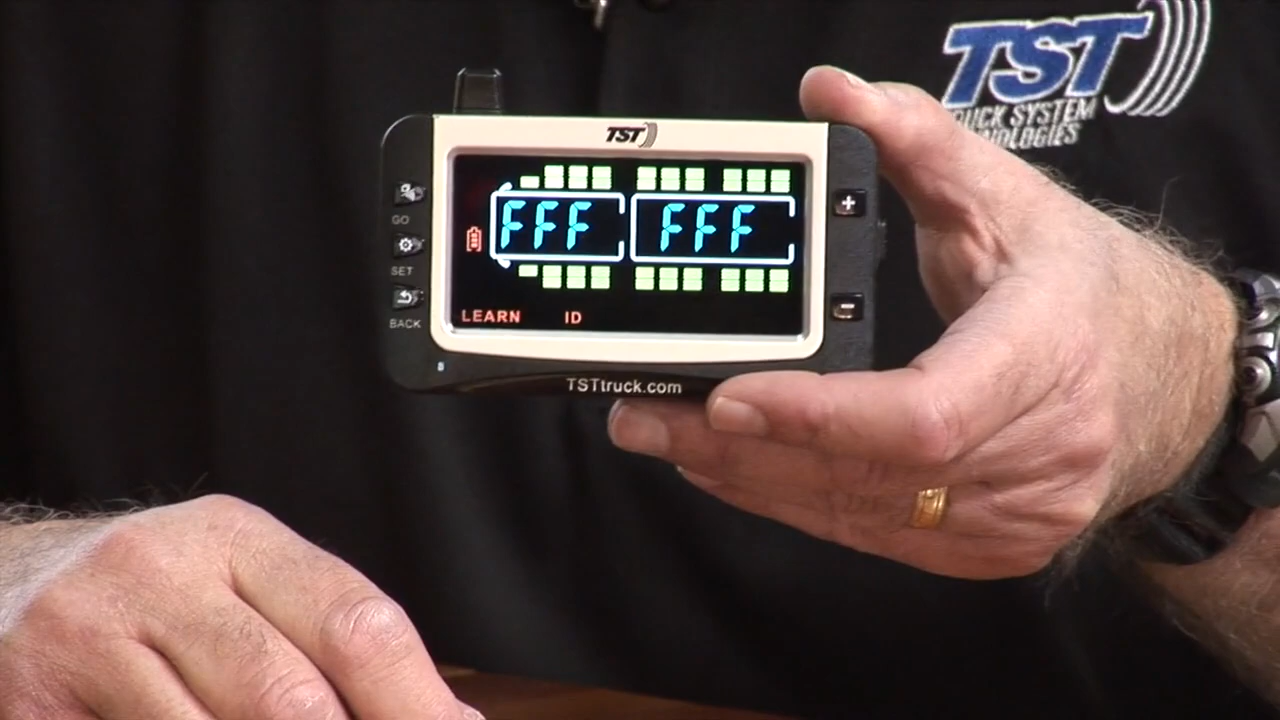 TST
TRUCK SYSTEM
TST
GO
SET
BACK
FFF FFF
+
-
LEARN ID
TSTtruck.com